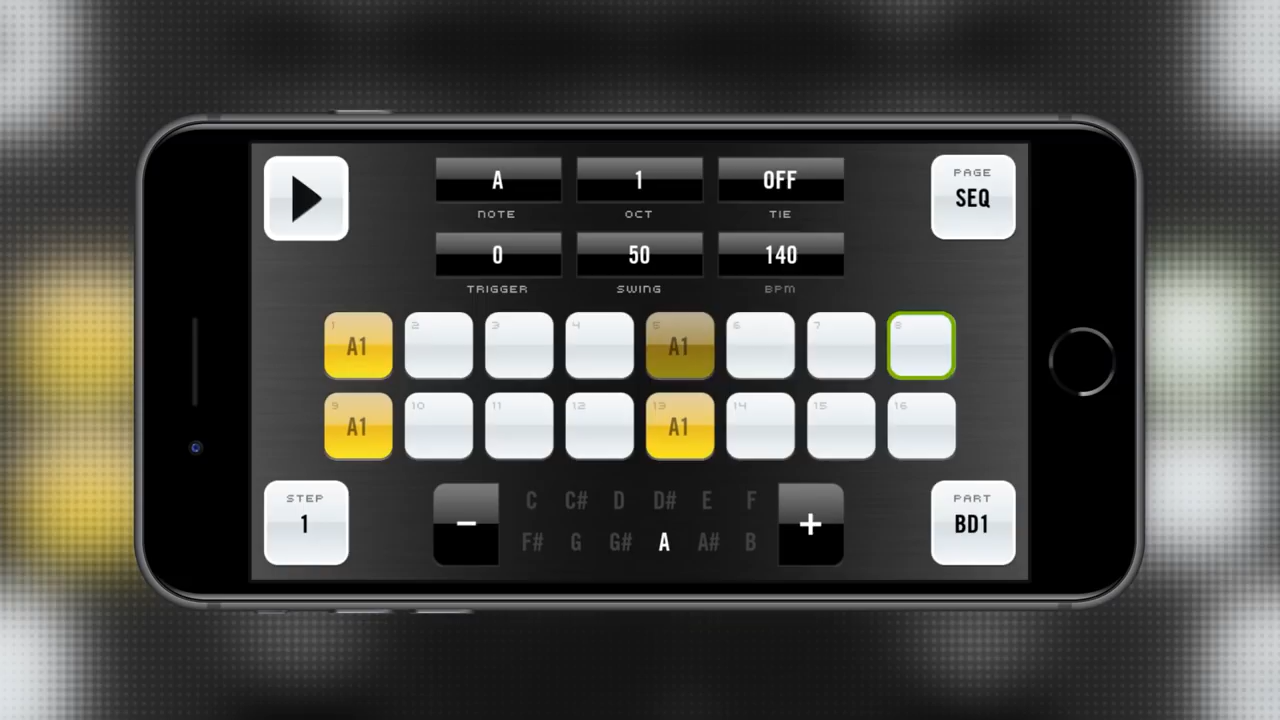 A 1 OFF
NOTE OCT TIE
PAGE
SEQ
0 50 140
TRIGGER SWING BPM
1 2 3 4 5 6 7 8
A1 A1
9 10 11 12 13 14 15 16
A1 A1
STEP
1
−
C C# D D# E F
F# G G# A A# B
+
PART
BD1